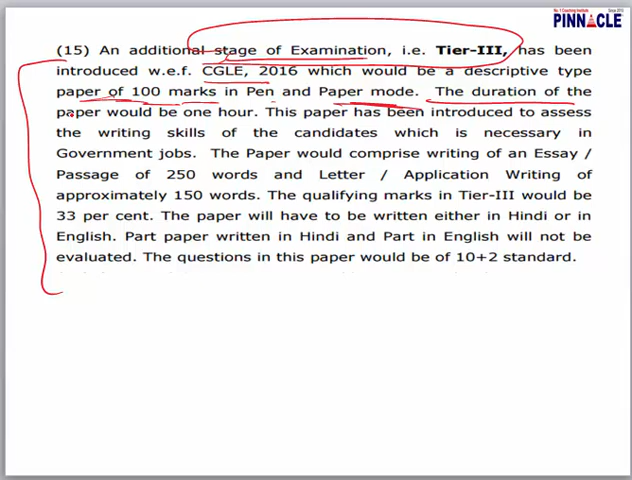 No. 1 Coaching Institute Since 2013
PINNACLE
(15) An additional stage of Examination, i.e. Tier-III, has been
introduced w.e.f. CGLE, 2016 which would be a descriptive type
paper of 100 marks in Pen and Paper mode. The duration of the
paper would be one hour. This paper has been introduced to assess
the writing skills of the candidates which is necessary in
Government jobs. The Paper would comprise writing of an Essay /
Passage of 250 words and Letter / Application Writing of
approximately 150 words. The qualifying marks in Tier-III would be
33 per cent. The paper will have to be written either in Hindi or in
English. Part paper written in Hindi and Part in English will not be
evaluated. The questions in this paper would be of 10+2 standard.